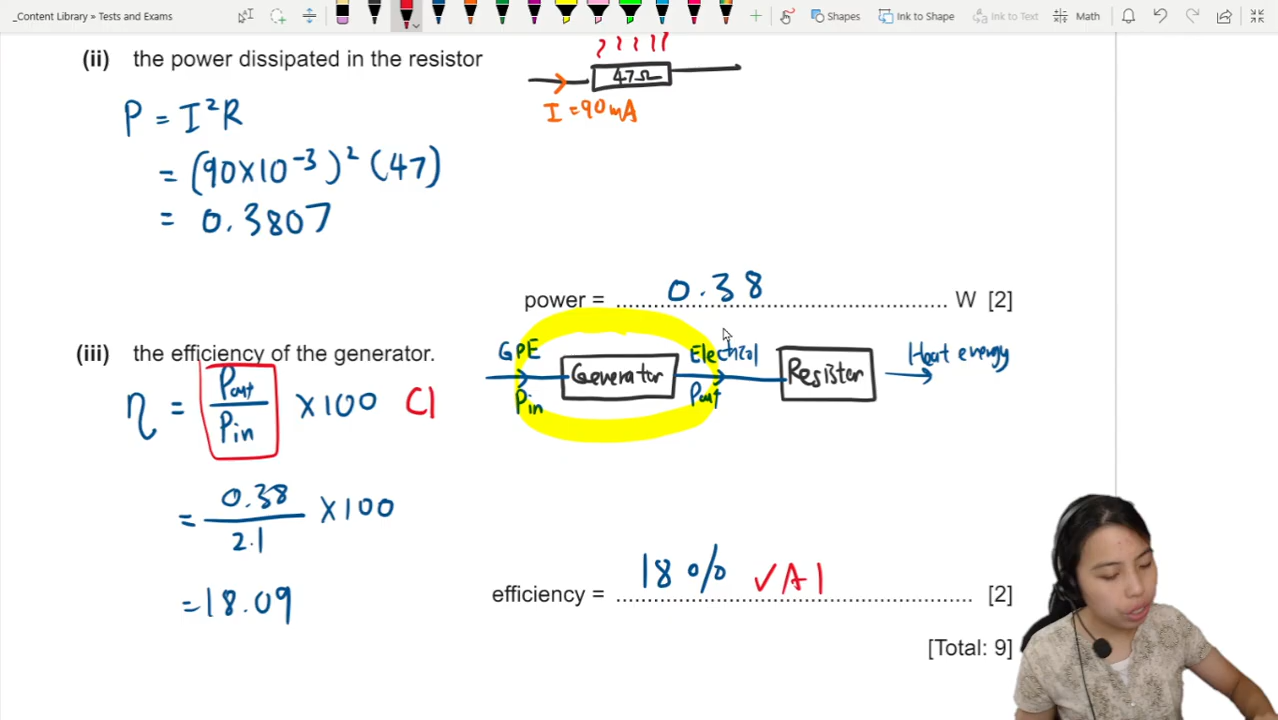 _Content Library » Tests and Exams
Shapes
Ink to Shape
Ink to Text
Math
(ii) the power dissipated in the resistor
47Ω
I = 90mA
P = I²R
= (90×10⁻³)² (47)
= 0.3807
power = 0.38 W [2]
(iii) the efficiency of the generator.
GPE
Generator
Electrical
Resistor
Heat energy
Pin
Pout
η = Pout / Pin ×100 C1
= 0.38 / 2.1 ×100
= 18.09
efficiency = 18% ✓A1 [2]
[Total: 9]